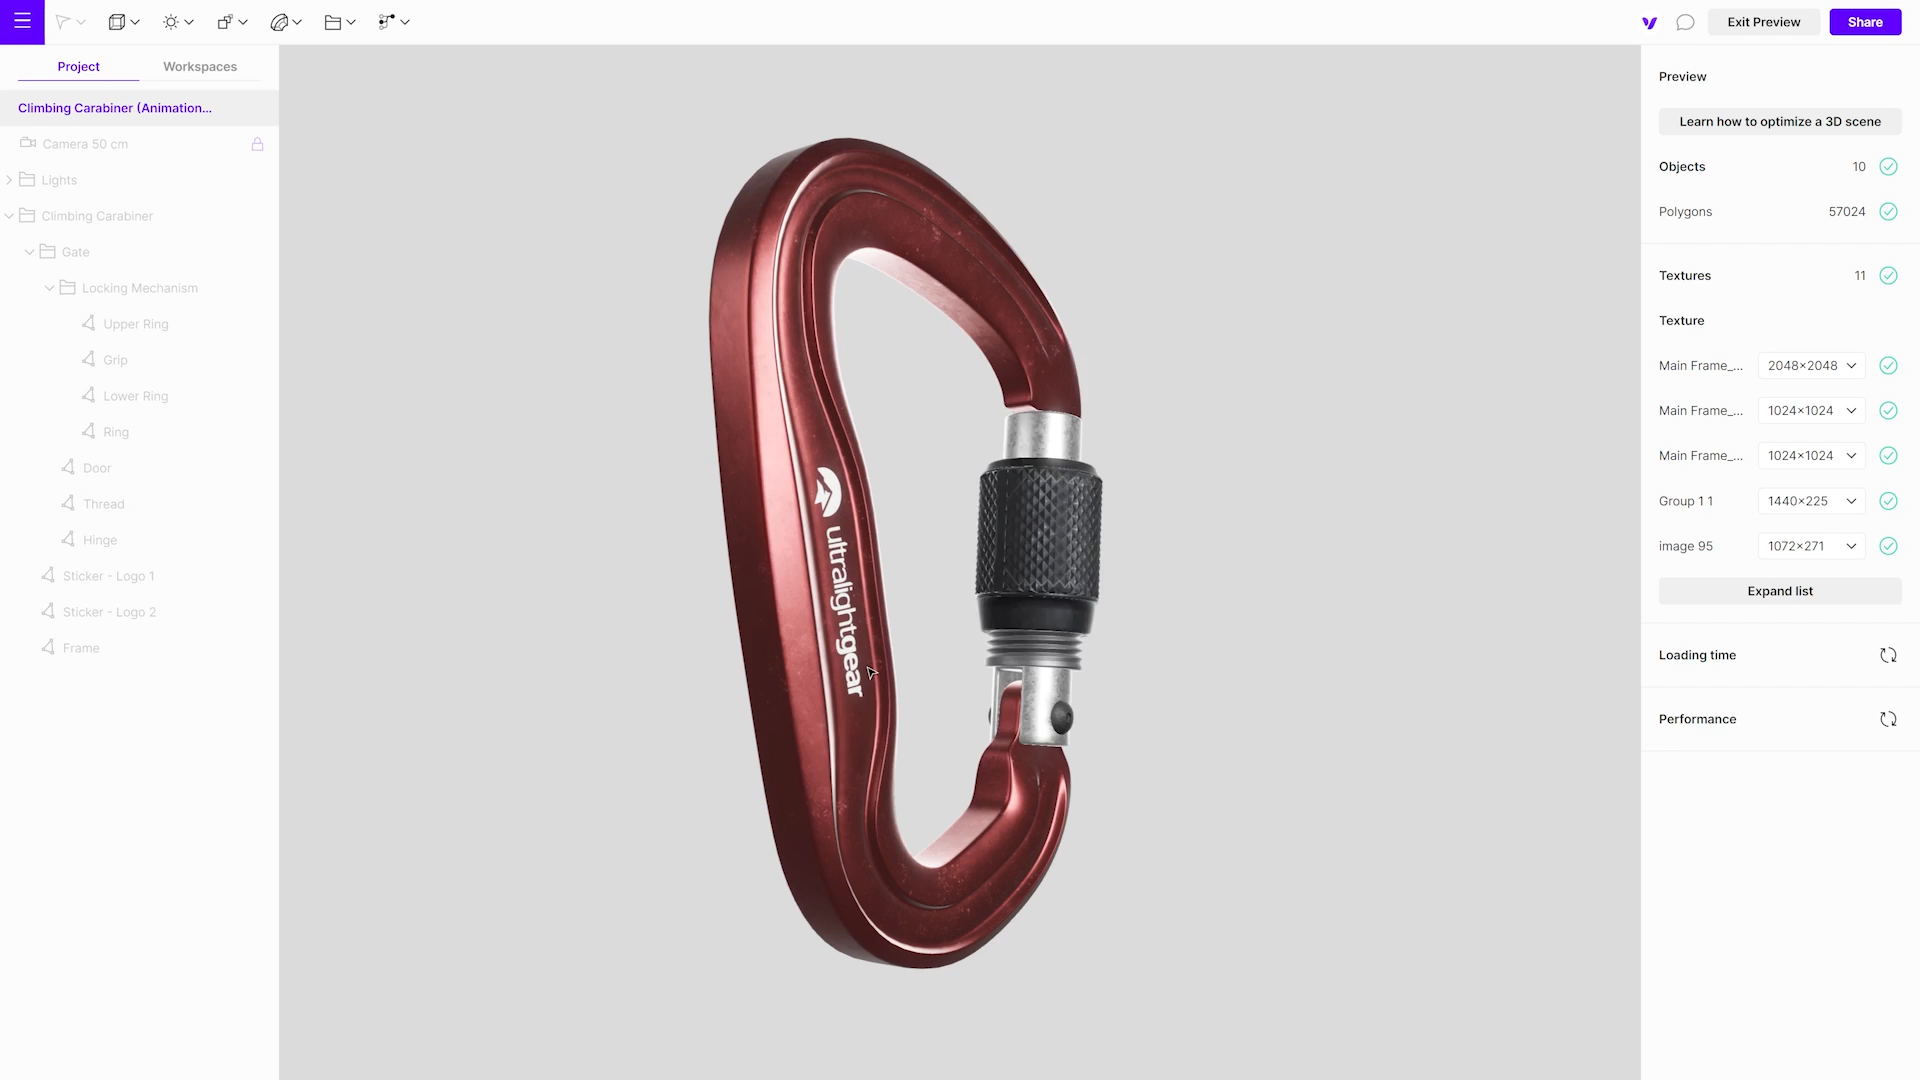 Exit Preview
Share
Project
Workspaces
Climbing Carabiner (Animation...
Camera 50 cm
Lights
Climbing Carabiner
Gate
Locking Mechanism
Upper Ring
Grip
Lower Ring
Ring
Door
Thread
Hinge
Sticker - Logo 1
Sticker - Logo 2
Frame
ultralightgear
Preview
Learn how to optimize a 3D scene
Objects 10
Polygons 57024
Textures 11
Texture
Main Frame_... 2048×2048
Main Frame_... 1024×1024
Main Frame_... 1024×1024
Group 1 1 1440×225
image 95 1072×271
Expand list
Loading time
Performance